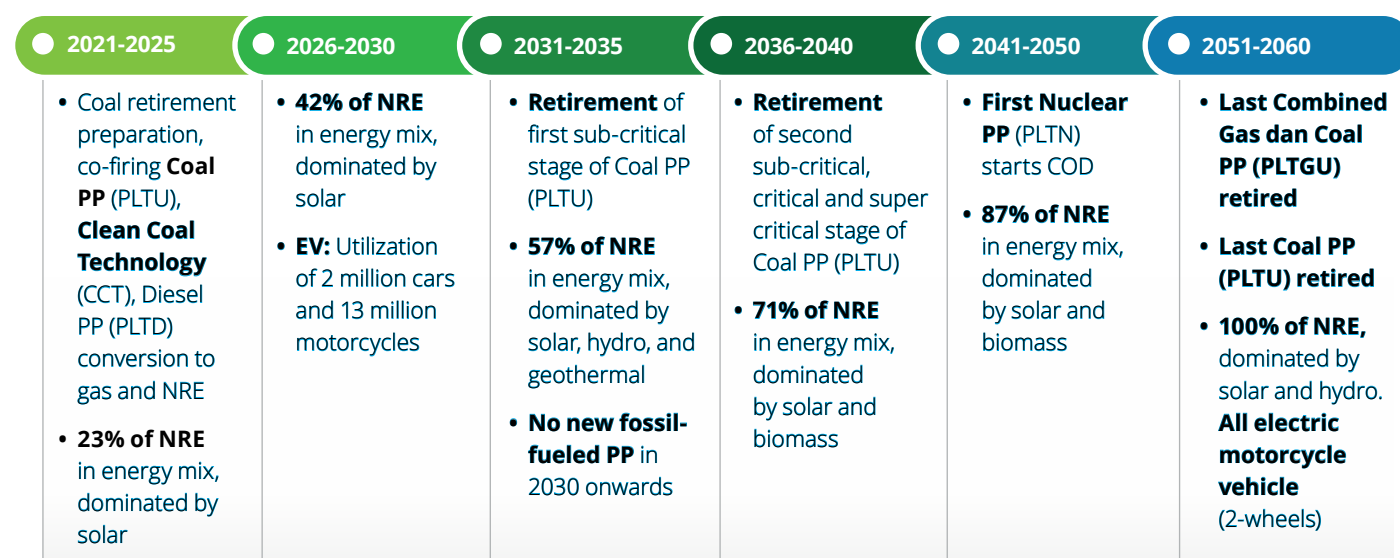 2021-2025
• Coal retirement
preparation,
co-firing Coal
PP (PLTU),
Clean Coal
Technology
(CCT), Diesel
PP (PLTD)
conversion to
gas and NRE
• 23% of NRE
in energy mix,
dominated by
solar
2026-2030
• 42% of NRE
in energy mix,
dominated by
solar
• EV: Utilization
of 2 million cars
and 13 million
motorcycles
2031-2035
• Retirement of
first sub-critical
stage of Coal PP
(PLTU)
• 57% of NRE
in energy mix,
dominated by
solar, hydro, and
geothermal
• No new fossil-
fueled PP in
2030 onwards
2036-2040
• Retirement
of second
sub-critical,
critical and super
critical stage of
Coal PP (PLTU)
• 71% of NRE
in energy mix,
dominated
by solar and
biomass
2041-2050
• First Nuclear
PP (PLTN)
starts COD
• 87% of NRE
in energy mix,
dominated
by solar and
biomass
2051-2060
• Last Combined
Gas dan Coal
PP (PLTGU)
retired
• Last Coal PP
(PLTU) retired
• 100% of NRE,
dominated by
solar and hydro.
All electric
motorcycle
vehicle
(2-wheels)